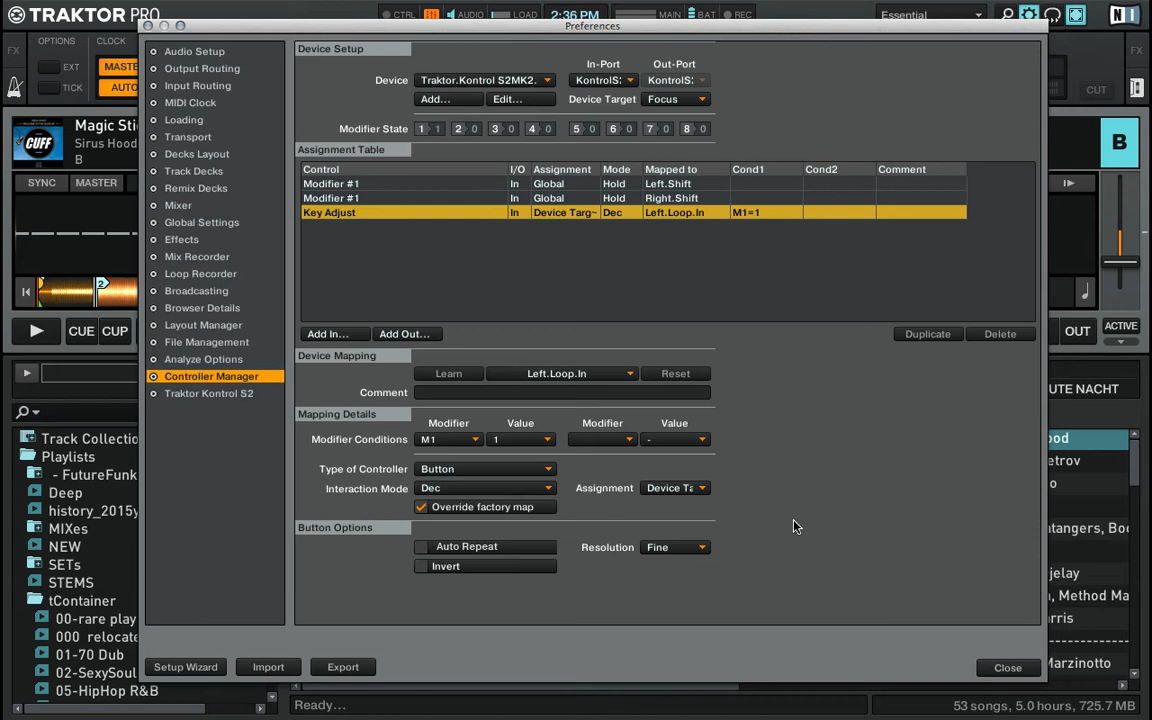 TRAKTOR PRO
CTRL
AUDIO
LOAD
2:36 PM
MAIN
BAT
REC
Essential
Preferences
FX
OPTIONS
CLOCK
EXT
TICK
MASTE
AUTO
CUT
FX
Magic Sti
Sirus Hood
B
CUFF
SYNC
MASTER
2
CUE
CUP
OUT
ACTIVE
B
Audio Setup
Output Routing
Input Routing
MIDI Clock
Loading
Transport
Decks Layout
Track Decks
Remix Decks
Mixer
Global Settings
Effects
Mix Recorder
Loop Recorder
Broadcasting
Browser Details
Layout Manager
File Management
Analyze Options
Controller Manager
Traktor Kontrol S2
Device Setup
In-Port Out-Port
Device Traktor.Kontrol S2MK2. KontrolS: KontrolS:
Add... Edit... Device Target Focus
Modifier State 1 1 2 0 3 0 4 0 5 0 6 0 7 0 8 0
Assignment Table
Control I/O Assignment Mode Mapped to Cond1 Cond2 Comment
Modifier #1 In Global Hold Left.Shift
Modifier #1 In Global Hold Right.Shift
Key Adjust In Device Targ~ Dec Left.Loop.In M1=1
Add In... Add Out... Duplicate Delete
Device Mapping
Learn Left.Loop.In Reset
Comment
Mapping Details
Modifier Value Modifier Value
Modifier Conditions M1 1 -
Type of Controller Button
Interaction Mode Dec Assignment Device Ta
Override factory map
Button Options
Auto Repeat Resolution Fine
Invert
Setup Wizard Import Export Close
Track Collectio
Playlists
- FutureFunk
Deep
history_2015y
MIXes
NEW
SETs
STEMS
tContainer
00-rare play
000 relocate
01-70 Dub
02-SexySoul
05-HipHop R&B
UTE NACHT
ood
etrov
o
antangers, Bo
jelay
, Method Ma
rris
Marzinotto
Ready...
53 songs, 5.0 hours, 725.7 MB